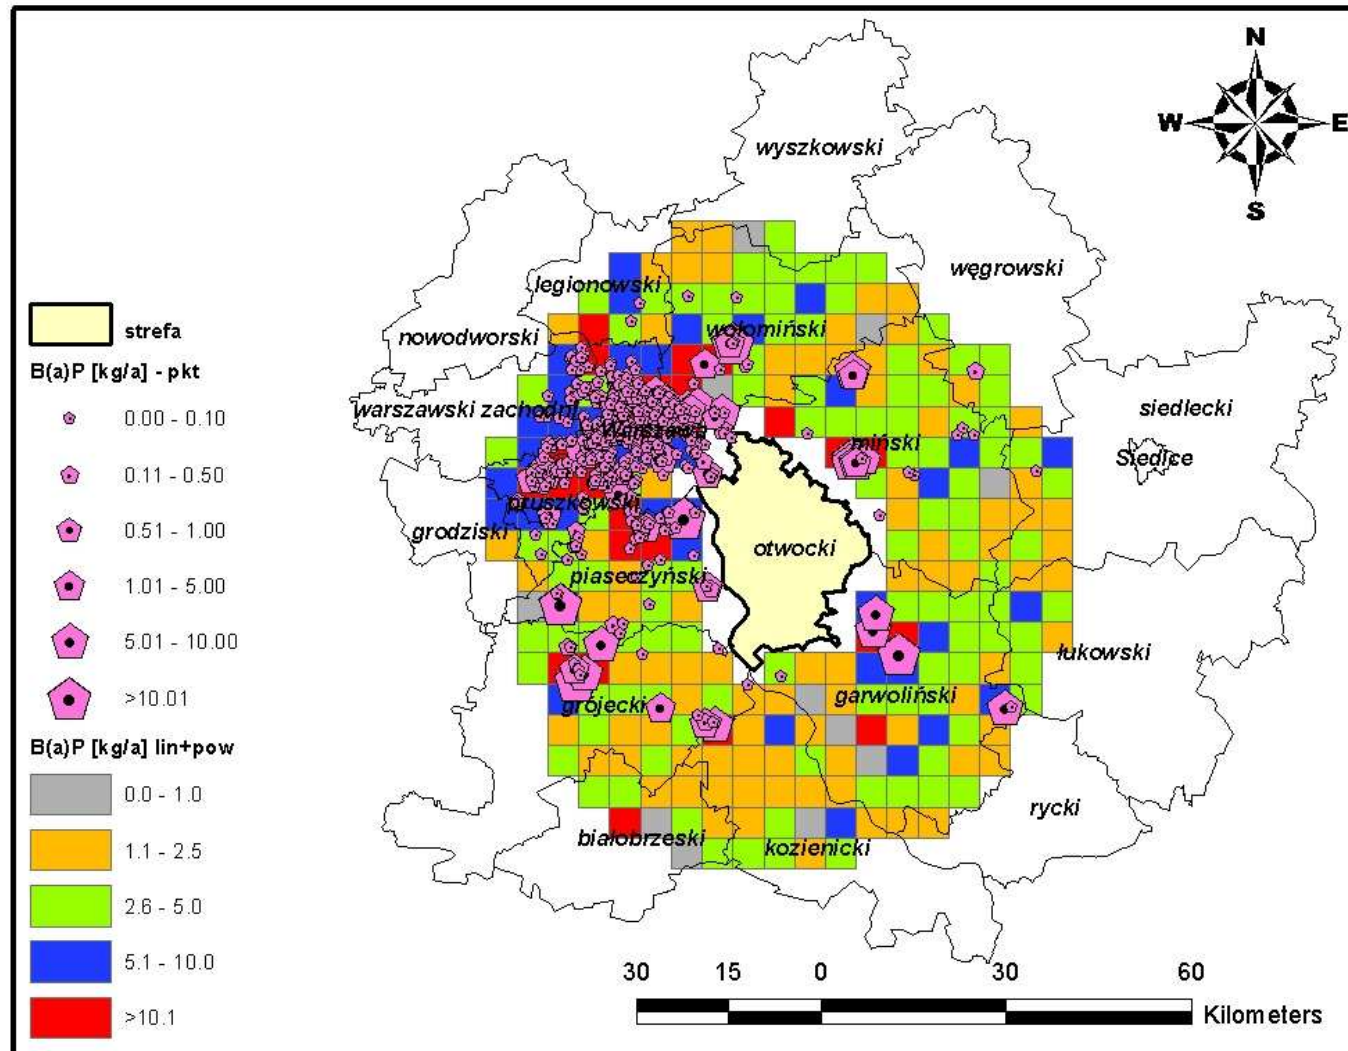 N
W
E
S
wyszkowski
węgrowski
legionowski
nowodworski
wołomiński
warszawski zachodni
siedlecki
Warszawa
miński
Siedlce
pruszkowski
grodziski
otwocki
piaseczyński
łukowski
garwoliński
grójecki
rycki
białobrzeski
kozienicki
strefa
B(a)P [kg/a] - pkt
0.00 - 0.10
0.11 - 0.50
0.51 - 1.00
1.01 - 5.00
5.01 - 10.00
>10.01
B(a)P [kg/a] lin+pow
0.0 - 1.0
1.1 - 2.5
2.6 - 5.0
5.1 - 10.0
>10.1
30 15 0 30 60
Kilometers